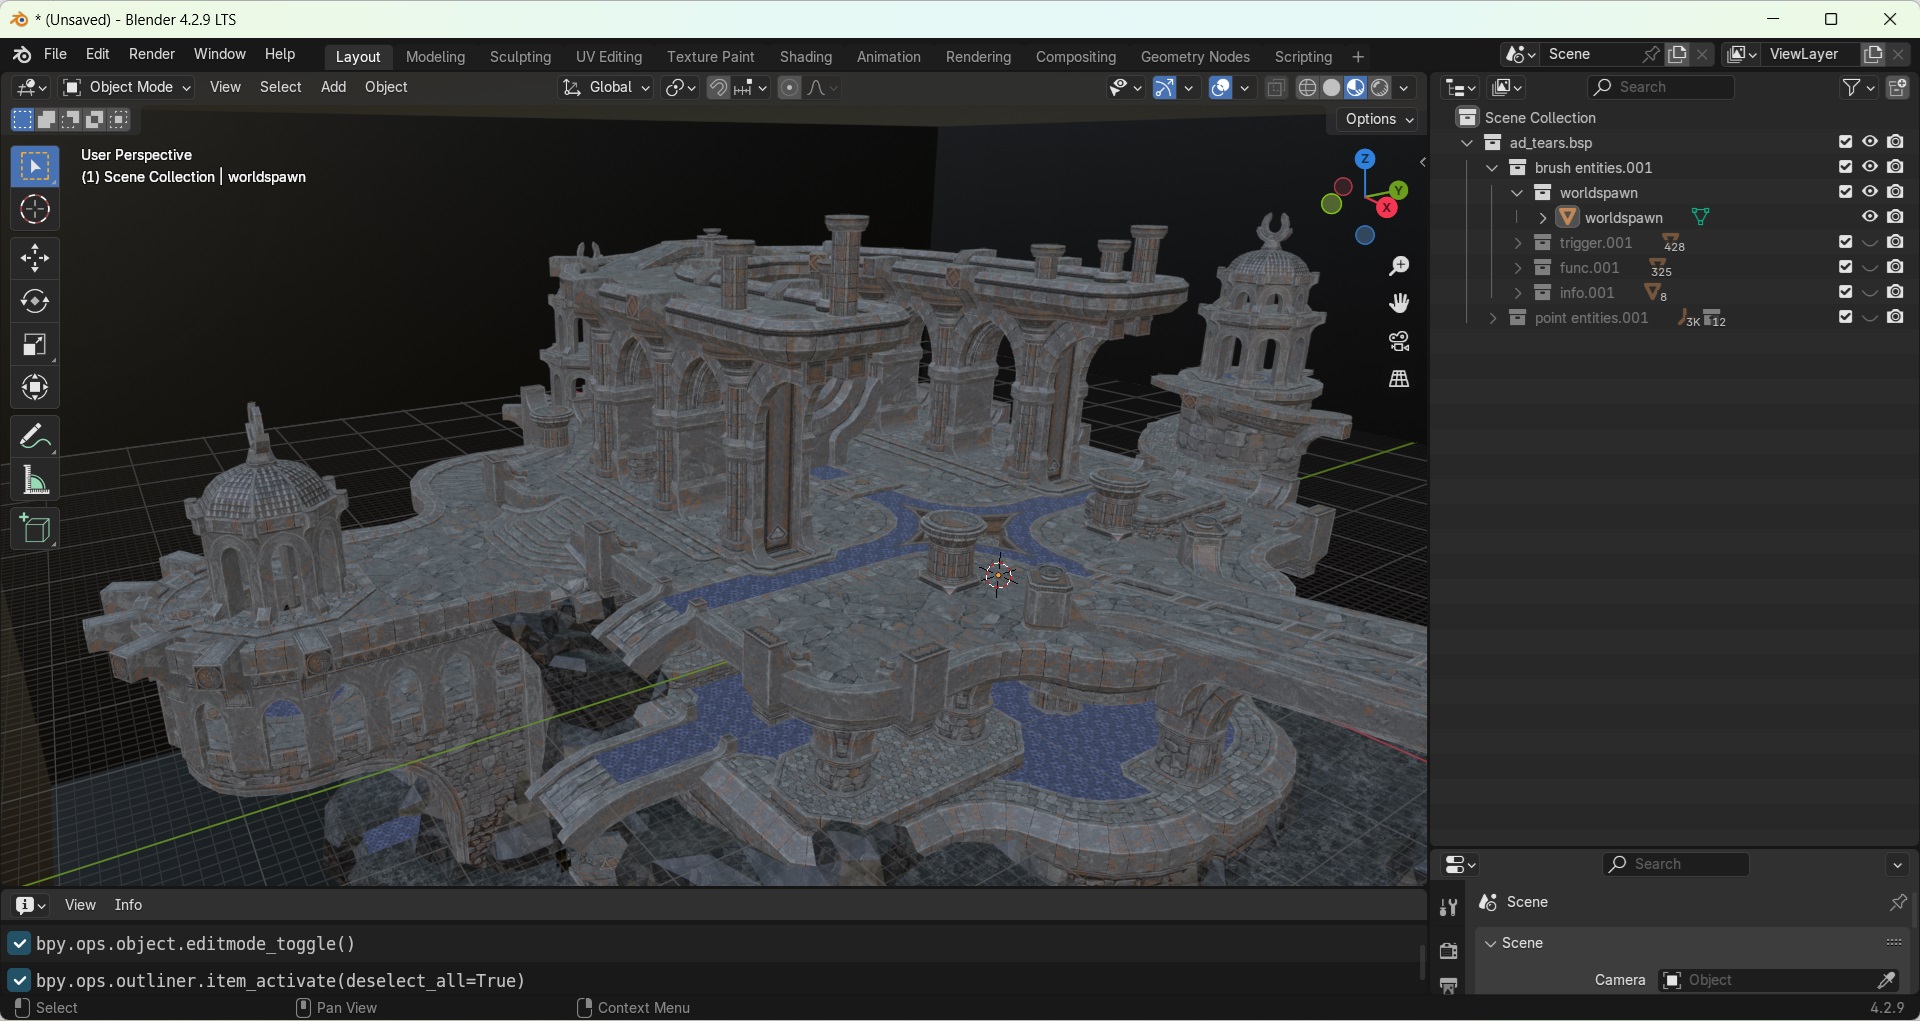 * (Unsaved) - Blender 4.2.9 LTS
File Edit Render Window Help Layout Modeling Sculpting UV Editing Texture Paint Shading Animation Rendering Compositing Geometry Nodes Scripting + Scene ViewLayer
Object Mode View Select Add Object Global Search
Options
User Perspective
(1) Scene Collection | worldspawn
Z
Y
X
Scene Collection
ad_tears.bsp
brush entities.001
worldspawn
worldspawn
trigger.001 428
func.001 325
info.001 8
point entities.001 3K 12
Search
Scene
Scene
Camera Object
View Info
bpy.ops.object.editmode_toggle()
bpy.ops.outliner.item_activate(deselect_all=True)
Select Pan View Context Menu 4.2.9